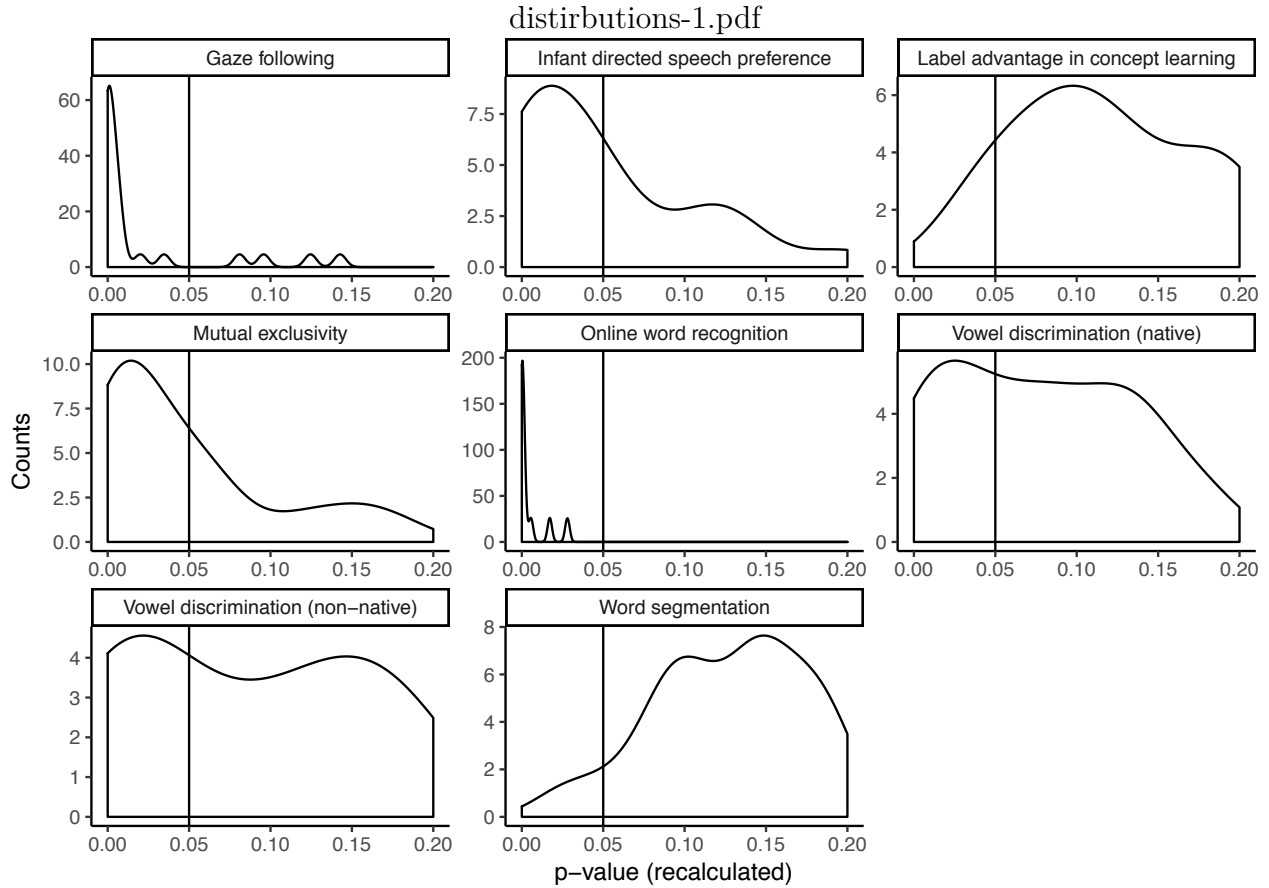 distirbutions-1.pdf
Gaze following
Infant directed speech preference
Label advantage in concept learning
60
40
20
0
0.00 0.05 0.10 0.15 0.20
7.5
5.0
2.5
0.0
0.00 0.05 0.10 0.15 0.20
6
4
2
0
0.00 0.05 0.10 0.15 0.20
Mutual exclusivity
Online word recognition
Vowel discrimination (native)
Counts
10.0
7.5
5.0
2.5
0.0
0.00 0.05 0.10 0.15 0.20
200
150
100
50
0
0.00 0.05 0.10 0.15 0.20
4
2
0
0.00 0.05 0.10 0.15 0.20
Vowel discrimination (non−native)
Word segmentation
4
3
2
1
0
0.00 0.05 0.10 0.15 0.20
8
6
4
2
0
0.00 0.05 0.10 0.15 0.20
p−value (recalculated)